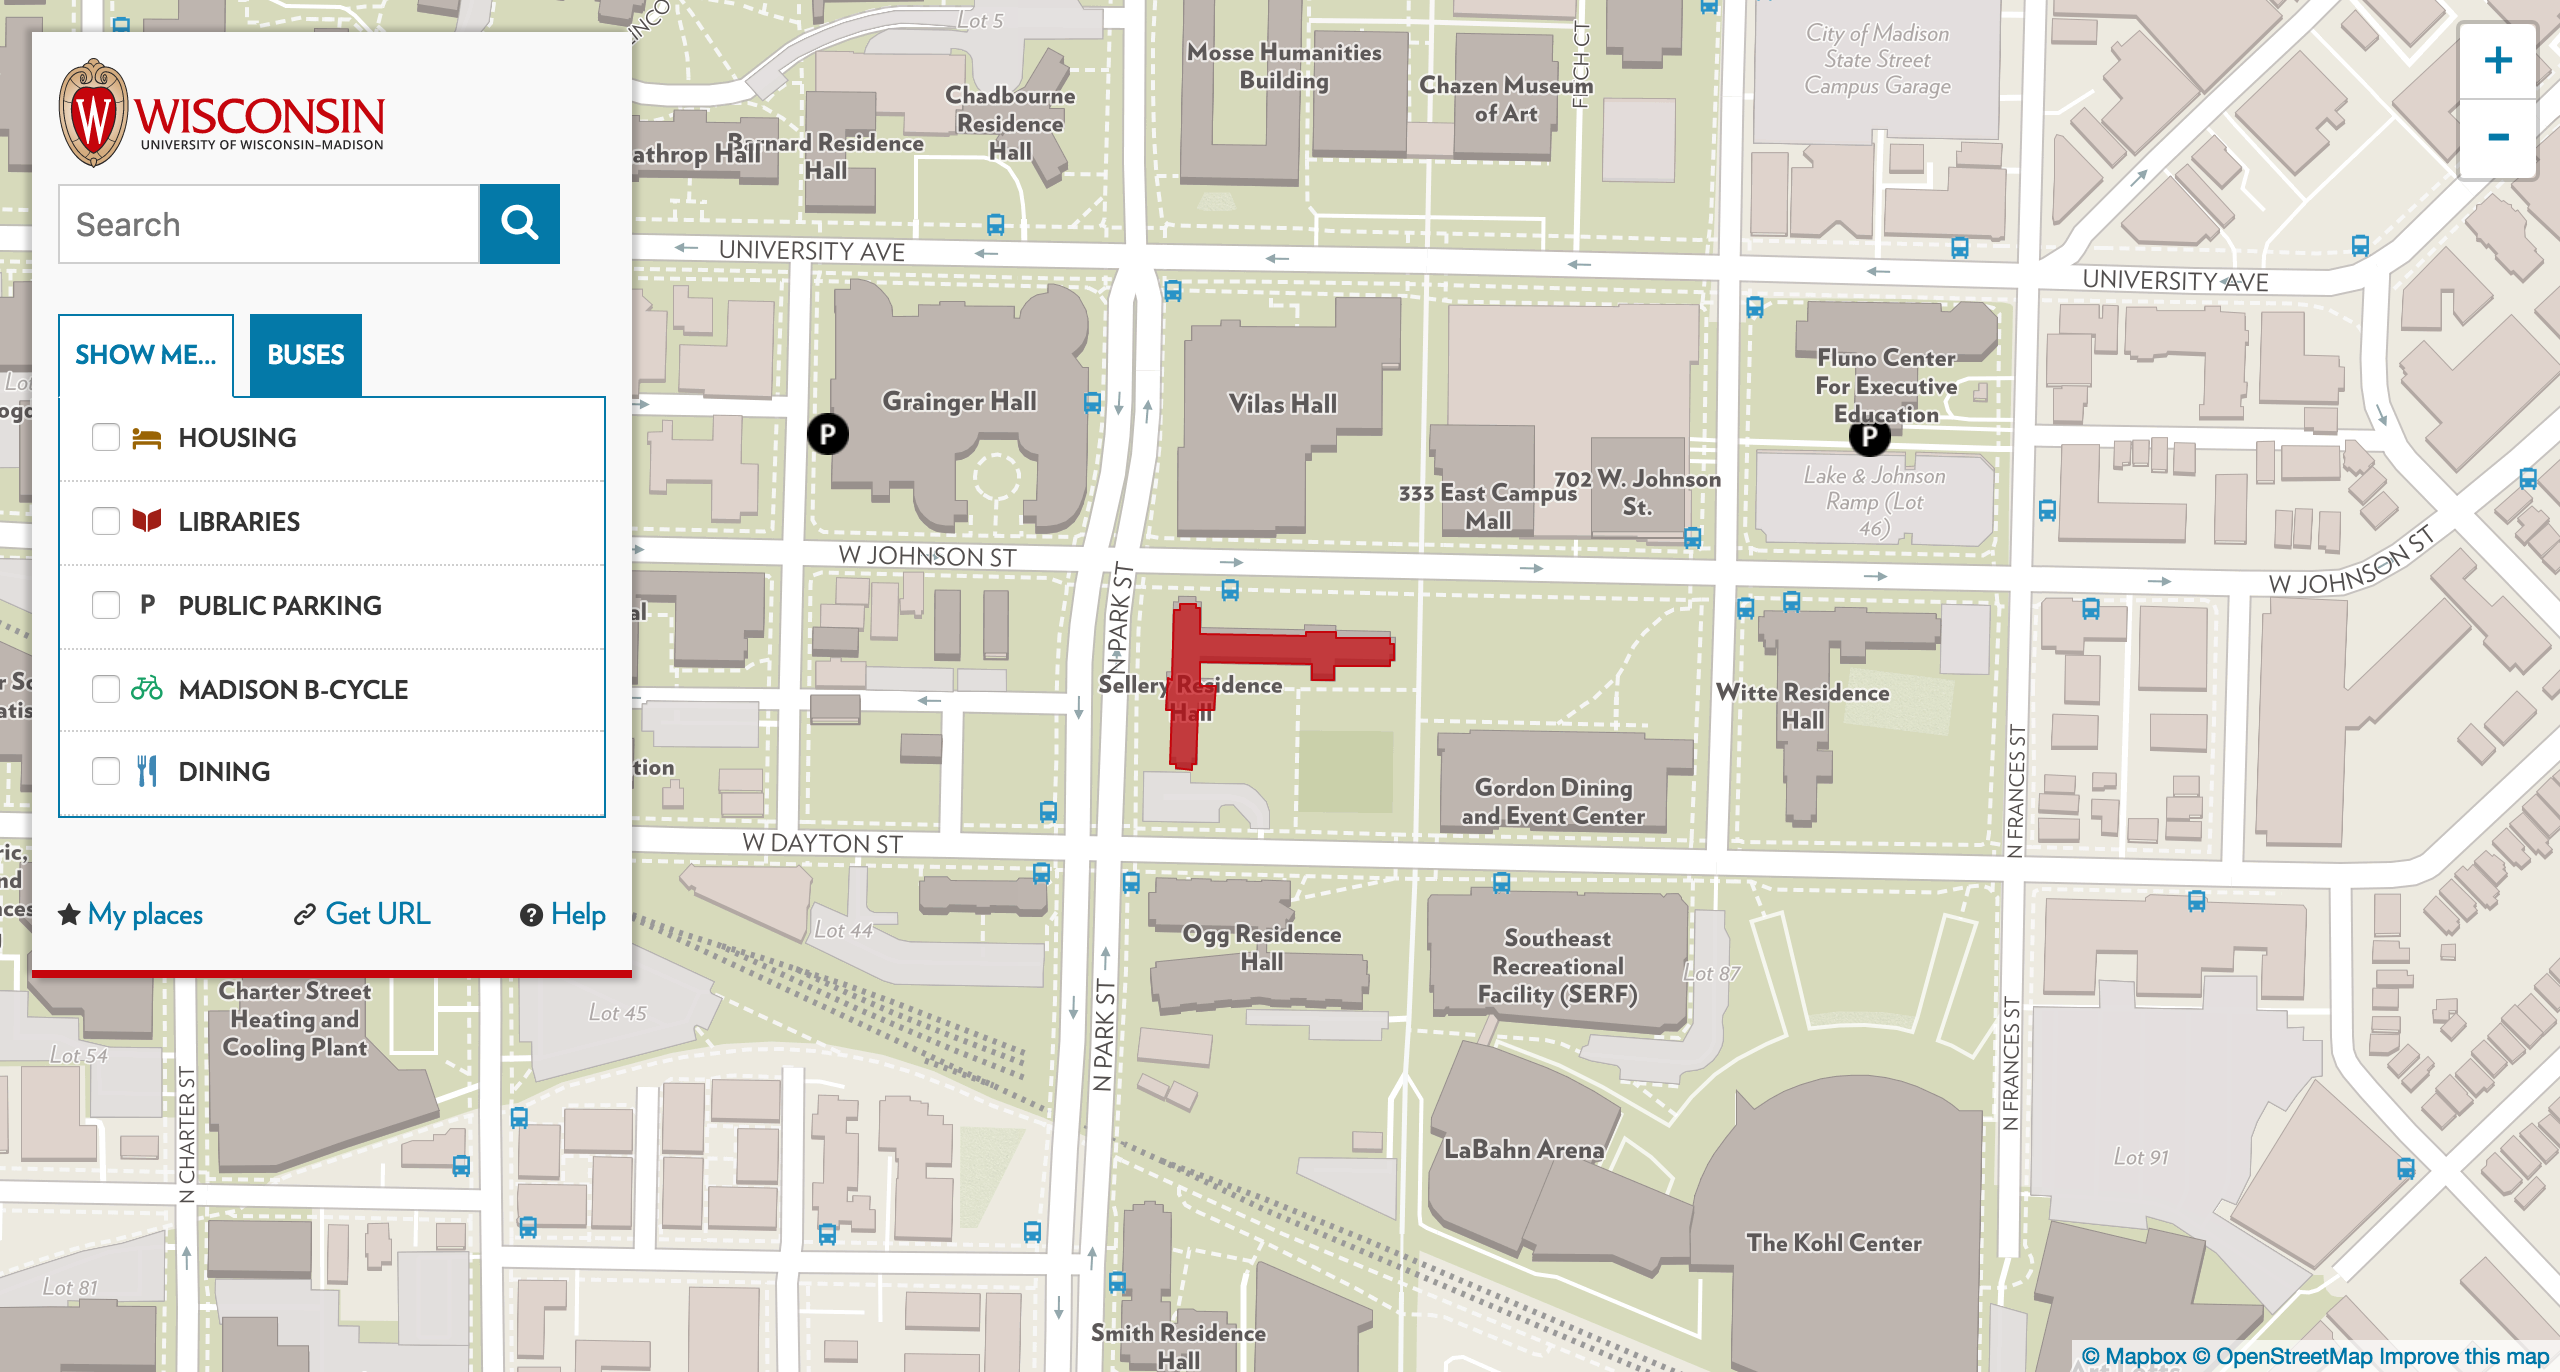 WISCONSIN
UNIVERSITY OF WISCONSIN–MADISON
Search
SHOW ME...
BUSES
HOUSING
LIBRARIES
P PUBLIC PARKING
MADISON B-CYCLE
DINING
My places
Get URL
? Help
+
-
Lot 5
Mosse Humanities
Building
Chazen Museum
of Art
City of Madison
State Street
Campus Garage
Chadbourne
Residence
Hall
Barnard Residence
Hall
athrop Hall
UNIVERSITY AVE
UNIVERSITY AVE
Grainger Hall
P
Vilas Hall
Fluno Center
For Executive
Education
P
333 East Campus
Mall
702 W. Johnson
St.
Lake & Johnson
Ramp (Lot
46)
W JOHNSON ST
W JOHNSON ST
N PARK ST
Sellery Residence
Hall
Witte Residence
Hall
N FRANCES ST
Gordon Dining
and Event Center
al
tion
W DAYTON ST
Lot 44
Ogg Residence
Hall
Southeast
Recreational
Facility (SERF)
Lot 87
Lot 45
N PARK ST
N FRANCES ST
Charter Street
Heating and
Cooling Plant
Lot 54
N CHARTER ST
LaBahn Arena
Lot 91
The Kohl Center
Lot 81
Smith Residence
Hall
© Mapbox © OpenStreetMap Improve this map